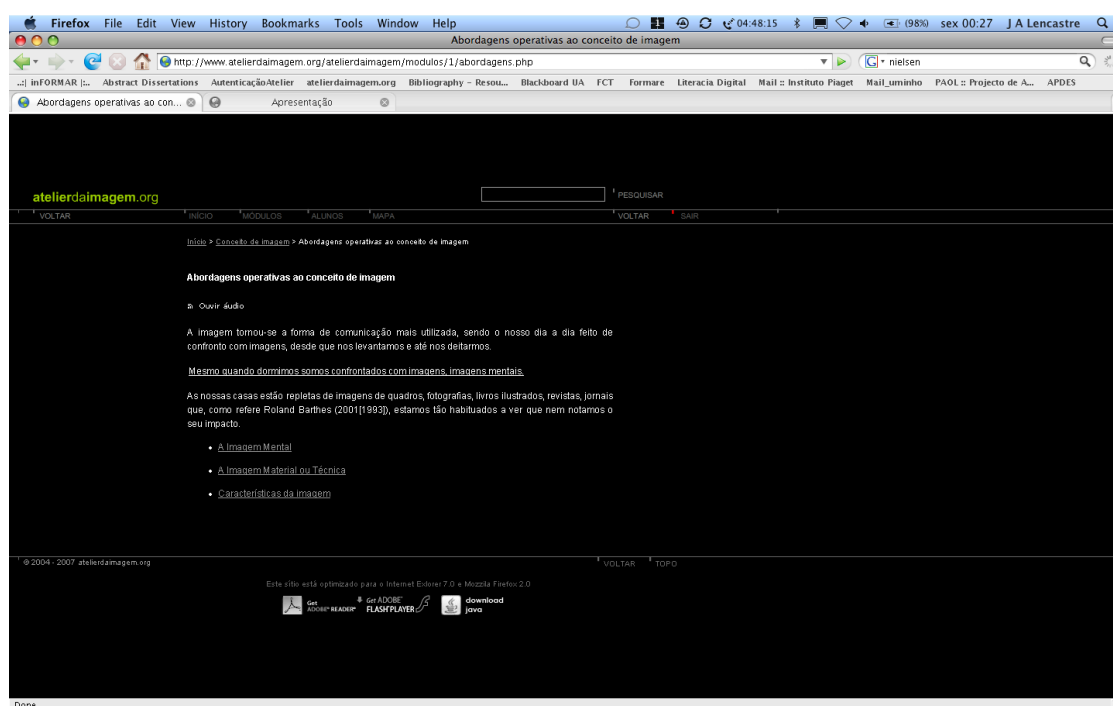 Firefox File Edit View History Bookmarks Tools Window Help 04:48:15 (98%) sex 00:27 J A Lencastre
Abordagens operativas ao conceito de imagem
http://www.atelierdaimagem.org/atelierdaimagem/modulos/1/abordagens.php nielsen
..:| inFORMAR |:.. Abstract Dissertations AutenticaçãoAtelier atelierdaimagem.org Bibliography – Resou... Blackboard UA FCT Formare Literacia Digital Mail :: Instituto Piaget Mail_uminho PAOL :: Projecto de A... APDES
Abordagens operativas ao con... Apresentação
atelierdaimagem.org PESQUISAR
VOLTAR INÍCIO MÓDULOS ALUNOS MAPA VOLTAR SAIR
Início > Conceito de imagem > Abordagens operativas ao conceito de imagem
Abordagens operativas ao conceito de imagem
Ouvir áudio
A imagem tornou-se a forma de comunicação mais utilizada, sendo o nosso dia a dia feito de
confronto com imagens, desde que nos levantamos e até nos deitarmos.
Mesmo quando dormimos somos confrontados com imagens, imagens mentais.
As nossas casas estão repletas de imagens de quadros, fotografias, livros ilustrados, revistas, jornais
que, como refere Roland Barthes (2001[1993]), estamos tão habituados a ver que nem notamos o
seu impacto.
• A Imagem Mental
• A Imagem Material ou Técnica
• Características da imagem
© 2004 - 2007 atelierdaimagem.org VOLTAR TOPO
Este sítio está optimizado para o Internet Exlorer 7.0 e Mozzila Firefox 2.0
Get ADOBE® READER® Get ADOBE® FLASH® PLAYER download java
Done